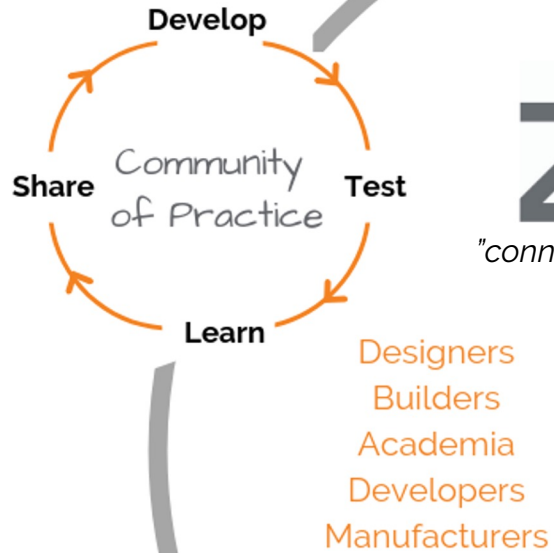 Develop
Share
Community
of Practice
Test
Learn
"conn
Designers
Builders
Academia
Developers
Manufacturers